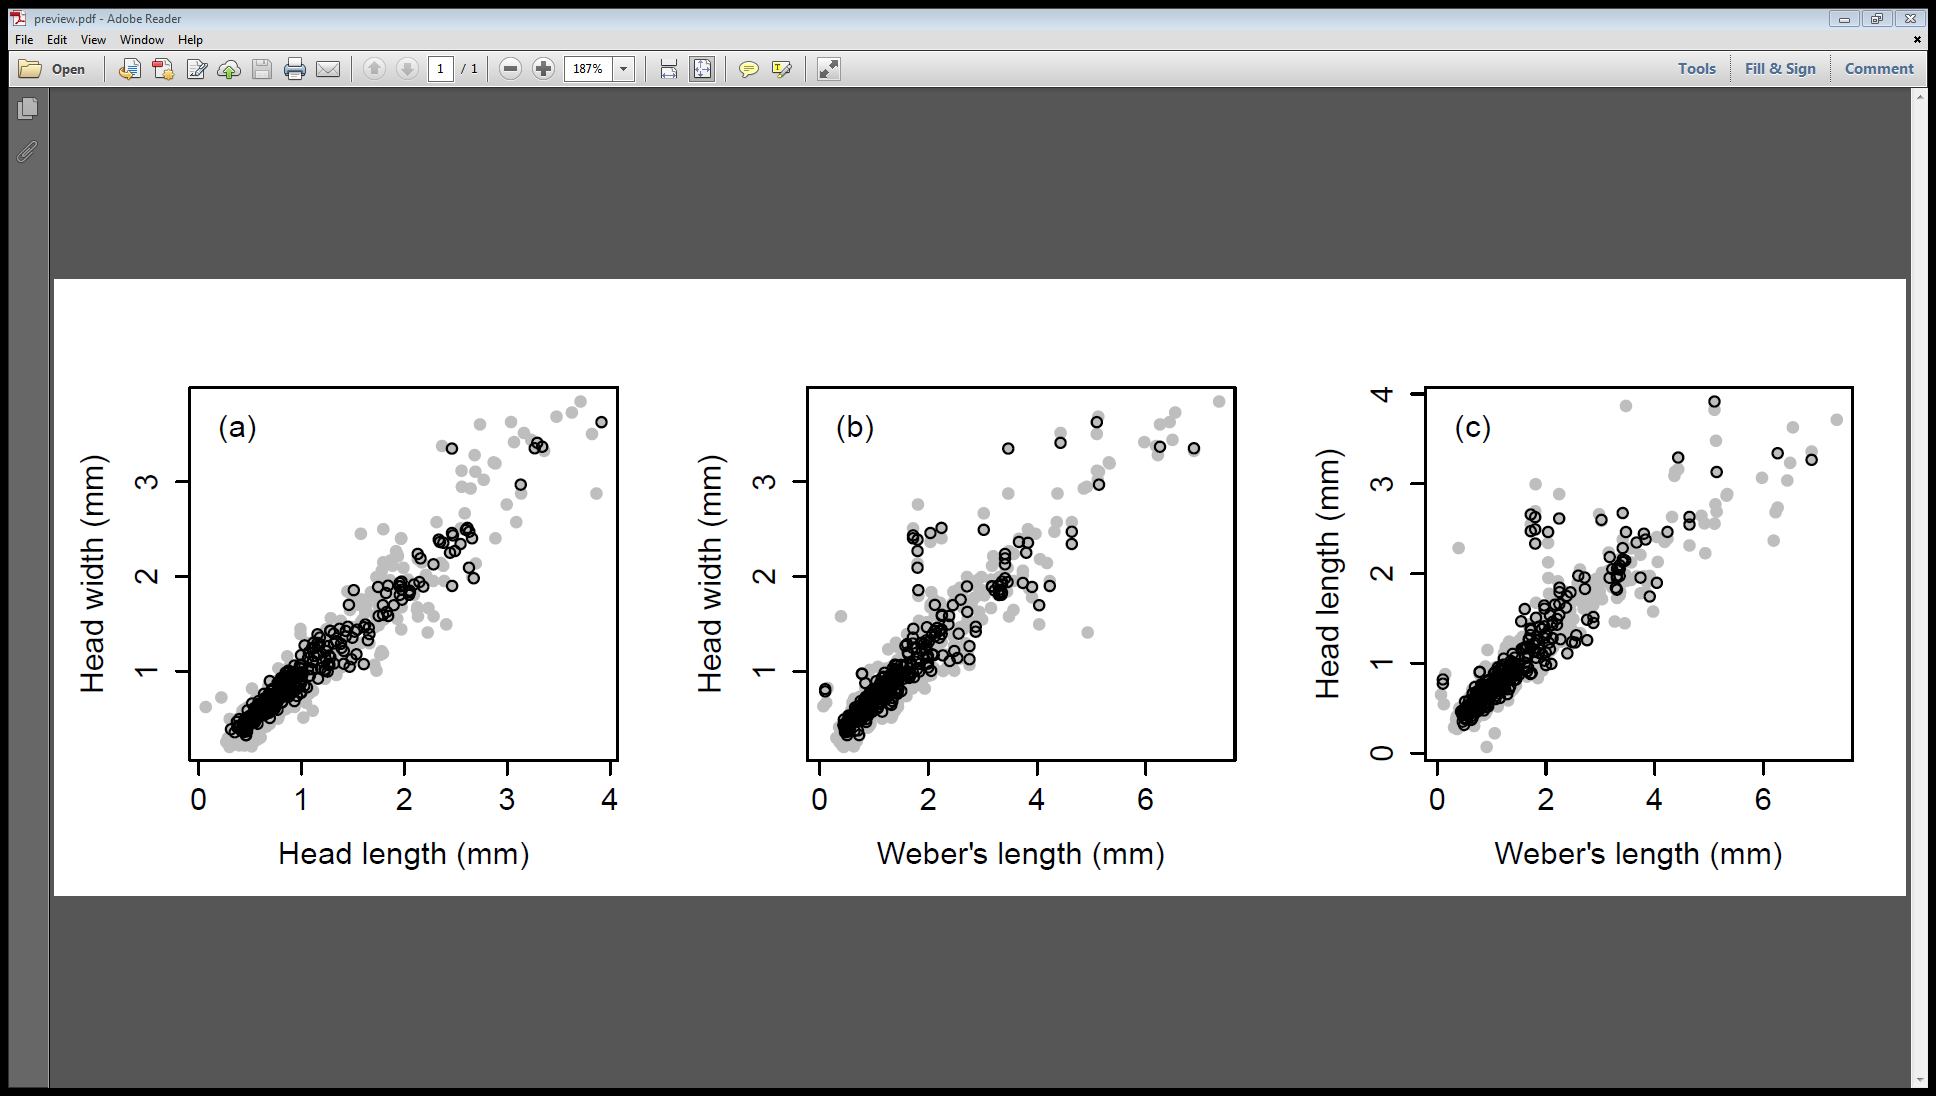 preview.pdf - Adobe Reader
File Edit View Window Help
Open 1 / 1 187% Tools Fill & Sign Comment
(a)
Head width (mm)
3
2
1
0 1 2 3 4
Head length (mm)
(b)
Head width (mm)
3
2
1
0 2 4 6
Weber's length (mm)
(c)
Head length (mm)
4
3
2
1
0
0 2 4 6
Weber's length (mm)